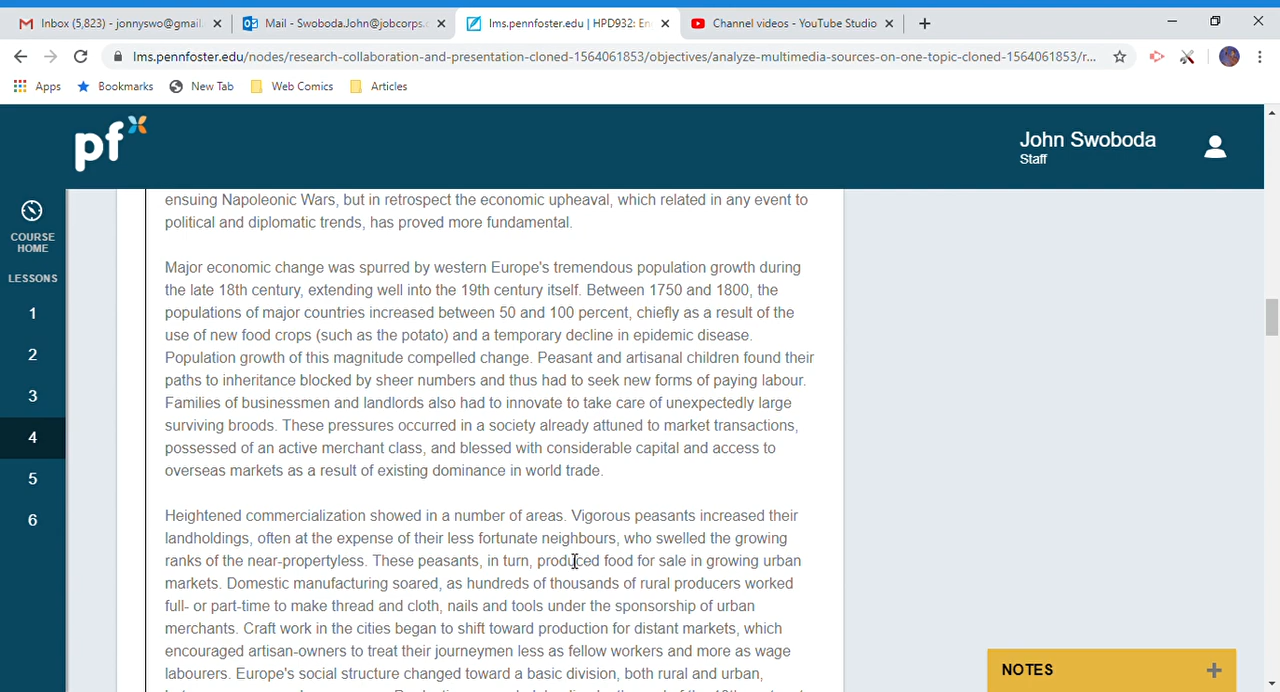 Inbox (5,823) - jonnyswo@gmail.
Mail - Swoboda.John@jobcorps.
lms.pennfoster.edu | HPD932: En
Channel videos - YouTube Studio
lms.pennfoster.edu/nodes/research-collaboration-and-presentation-cloned-1564061853/objectives/analyze-multimedia-sources-on-one-topic-cloned-1564061853/r...
Apps
Bookmarks
New Tab
Web Comics
Articles
pf
John Swoboda
Staff
COURSE
HOME
LESSONS
1
2
3
4
5
6
ensuing Napoleonic Wars, but in retrospect the economic upheaval, which related in any event to
political and diplomatic trends, has proved more fundamental.
Major economic change was spurred by western Europe's tremendous population growth during
the late 18th century, extending well into the 19th century itself. Between 1750 and 1800, the
populations of major countries increased between 50 and 100 percent, chiefly as a result of the
use of new food crops (such as the potato) and a temporary decline in epidemic disease.
Population growth of this magnitude compelled change. Peasant and artisanal children found their
paths to inheritance blocked by sheer numbers and thus had to seek new forms of paying labour.
Families of businessmen and landlords also had to innovate to take care of unexpectedly large
surviving broods. These pressures occurred in a society already attuned to market transactions,
possessed of an active merchant class, and blessed with considerable capital and access to
overseas markets as a result of existing dominance in world trade.
Heightened commercialization showed in a number of areas. Vigorous peasants increased their
landholdings, often at the expense of their less fortunate neighbours, who swelled the growing
ranks of the near-propertyless. These peasants, in turn, produced food for sale in growing urban
markets. Domestic manufacturing soared, as hundreds of thousands of rural producers worked
full- or part-time to make thread and cloth, nails and tools under the sponsorship of urban
merchants. Craft work in the cities began to shift toward production for distant markets, which
encouraged artisan-owners to treat their journeymen less as fellow workers and more as wage
labourers. Europe's social structure changed toward a basic division, both rural and urban,
NOTES